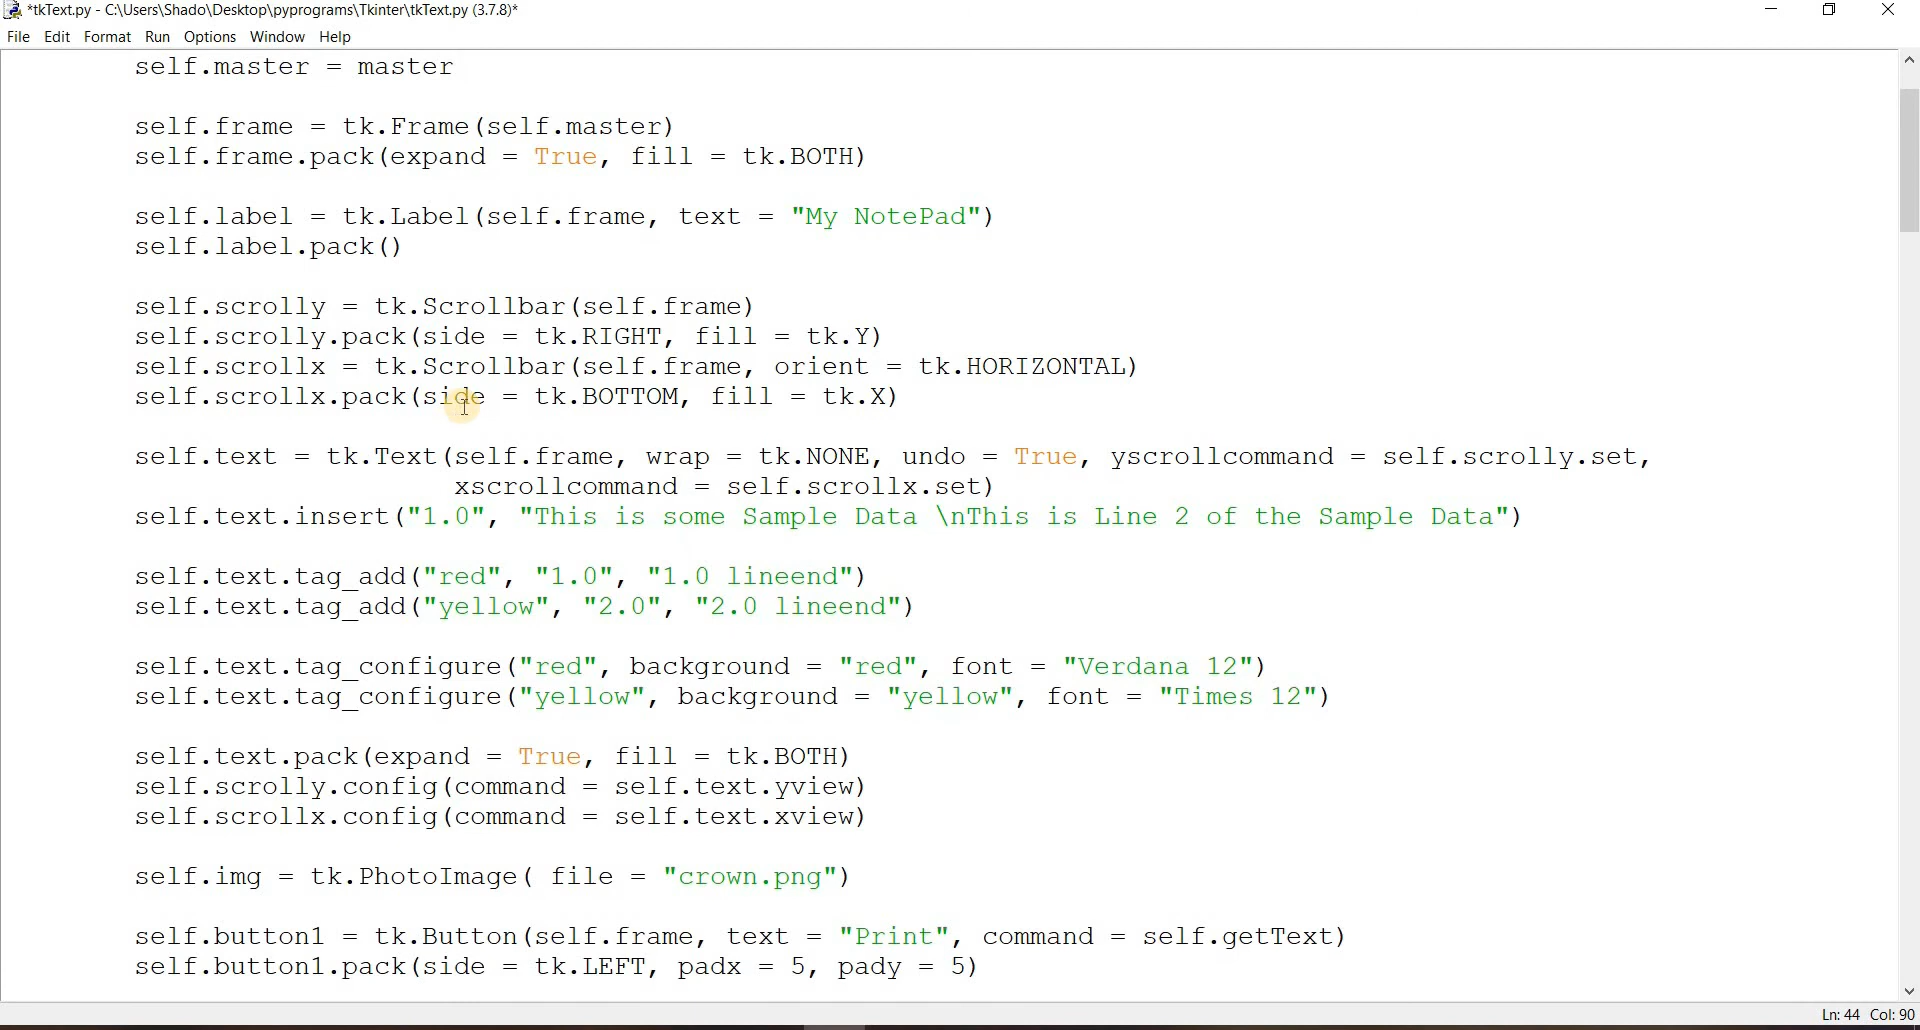 *tkText.py - C:\Users\Shado\Desktop\pyprograms\Tkinter\tkText.py (3.7.8)*
File Edit Format Run Options Window Help
self.master = master
self.frame = tk.Frame(self.master)
self.frame.pack(expand = True, fill = tk.BOTH)
self.label = tk.Label(self.frame, text = "My NotePad")
self.label.pack()
self.scrolly = tk.Scrollbar(self.frame)
self.scrolly.pack(side = tk.RIGHT, fill = tk.Y)
self.scrollx = tk.Scrollbar(self.frame, orient = tk.HORIZONTAL)
self.scrollx.pack(side = tk.BOTTOM, fill = tk.X)
self.text = tk.Text(self.frame, wrap = tk.NONE, undo = True, yscrollcommand = self.scrolly.set,
xscrollcommand = self.scrollx.set)
self.text.insert("1.0", "This is some Sample Data \nThis is Line 2 of the Sample Data")
self.text.tag_add("red", "1.0", "1.0 lineend")
self.text.tag_add("yellow", "2.0", "2.0 lineend")
self.text.tag_configure("red", background = "red", font = "Verdana 12")
self.text.tag_configure("yellow", background = "yellow", font = "Times 12")
self.text.pack(expand = True, fill = tk.BOTH)
self.scrolly.config(command = self.text.yview)
self.scrollx.config(command = self.text.xview)
self.img = tk.PhotoImage( file = "crown.png")
self.button1 = tk.Button(self.frame, text = "Print", command = self.getText)
self.button1.pack(side = tk.LEFT, padx = 5, pady = 5)
Ln: 44 Col: 90